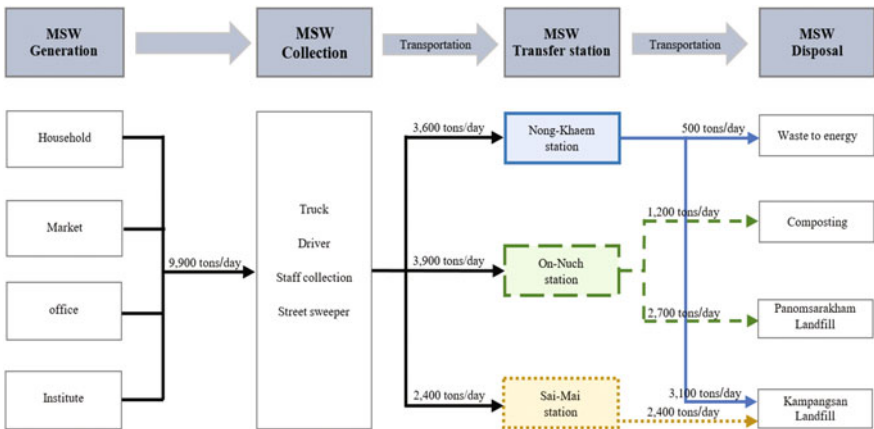 MSW
Generation
MSW
Collection
Transportation
MSW
Transfer station
Transportation
MSW
Disposal
Household
Market
office
Institute
9,900 tons/day
Truck
Driver
Staff collection
Street sweeper
3,600 tons/day
3,900 tons/day
2,400 tons/day
Nong-Khaem
station
On-Nuch
station
Sai-Mai
station
500 tons/day
1,200 tons/day
2,700 tons/day
3,100 tons/day
2,400 tons/day
Waste to energy
Composting
Panomsarakham
Landfill
Kampangsan
Landfill